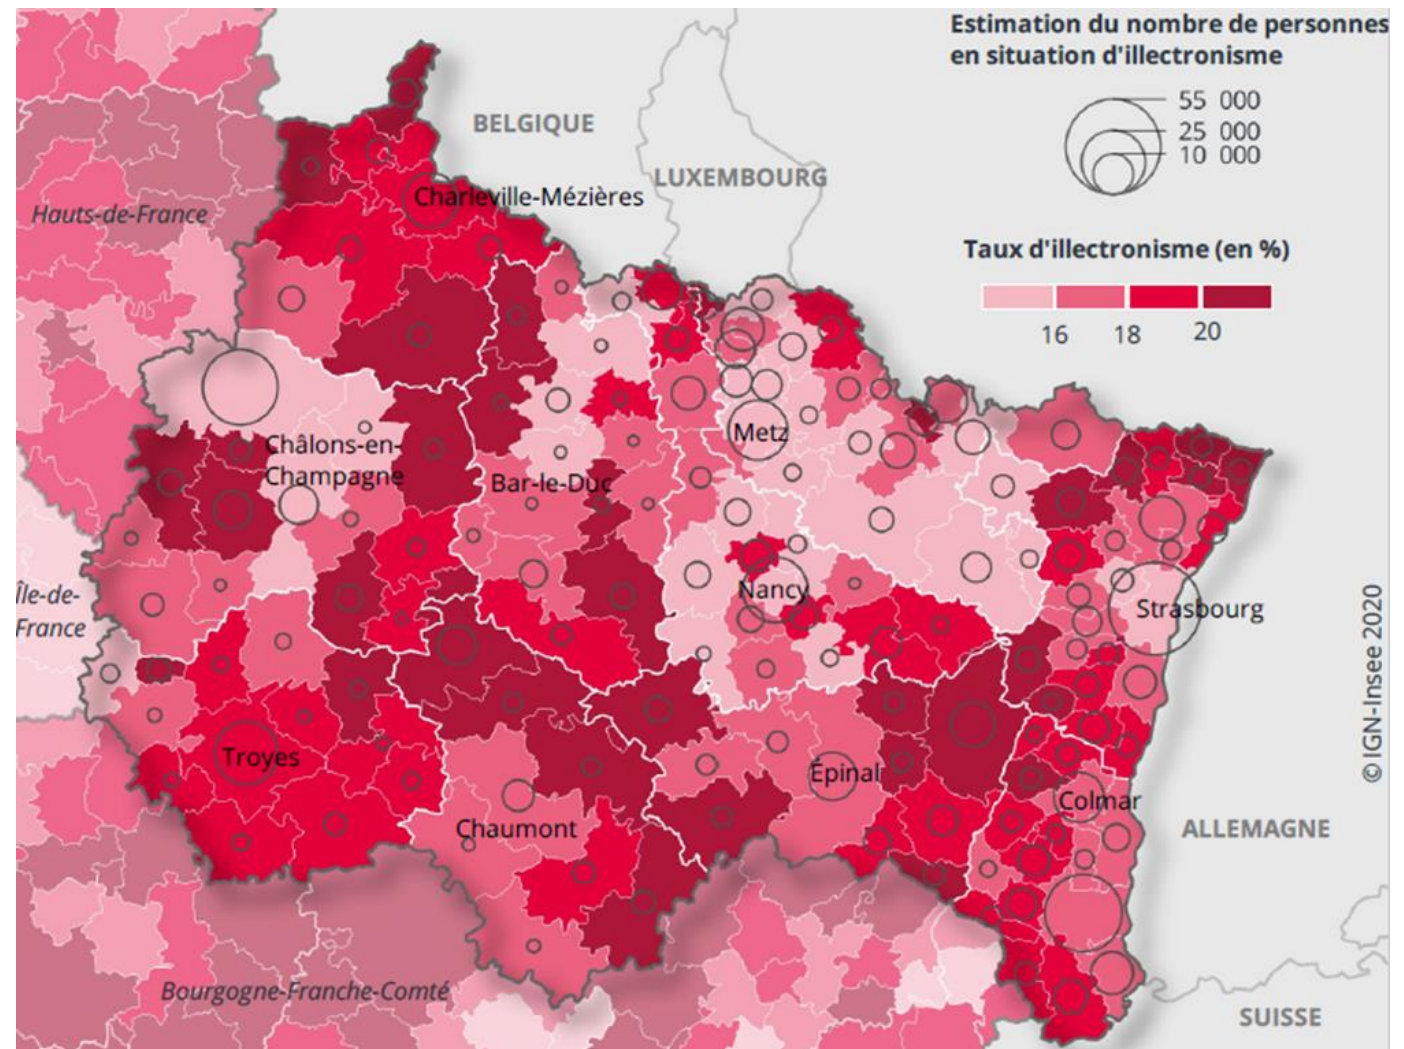 Estimation du nombre de personnes
en situation d'illectronisme
55 000
25 000
10 000
BELGIQUE
LUXEMBOURG
Charleville-Mézières
Hauts-de-France
Taux d'illectronisme (en %)
16 18 20
Metz
Châlons-en-
Champagne
Bar-le-Duc
Nancy
Île-de-
France
Strasbourg
Troyes
Épinal
Colmar
Chaumont
ALLEMAGNE
Bourgogne-Franche-Comté
SUISSE
© IGN-Insee 2020